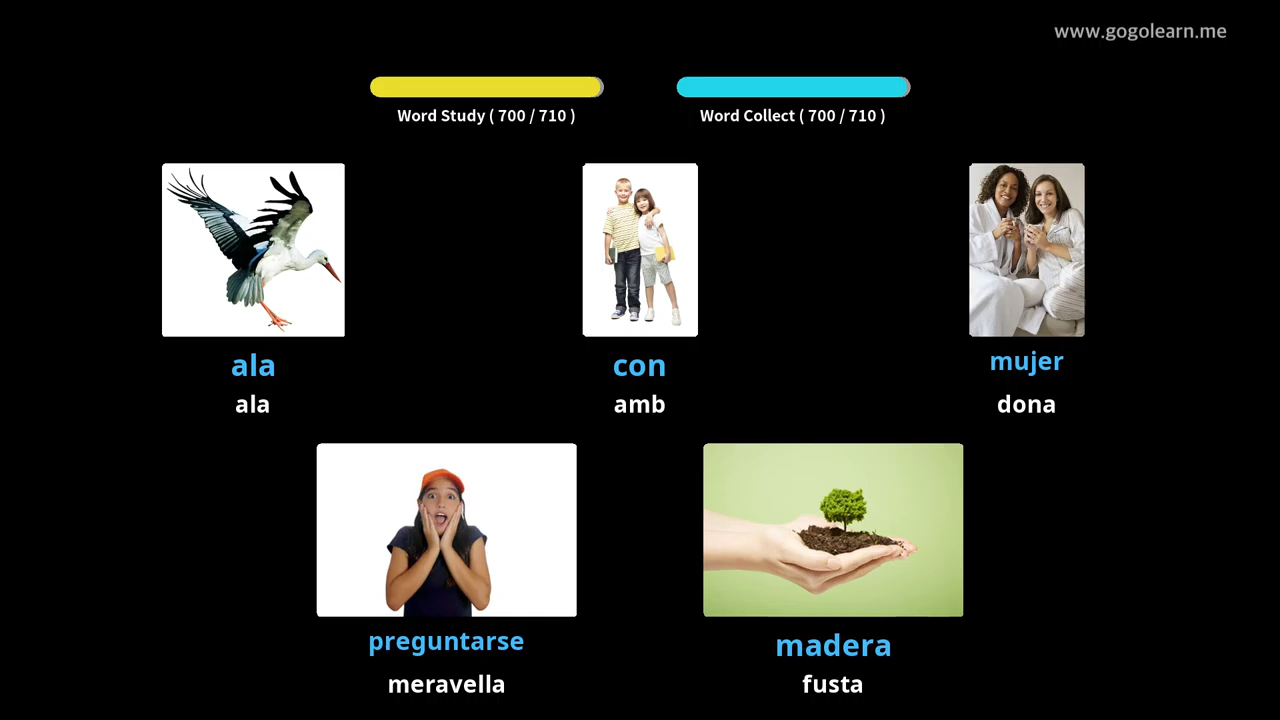 www.gogolearn.me
Word Study ( 700 / 710 )
Word Collect ( 700 / 710 )
ala
ala
con
amb
mujer
dona
preguntarse
meravella
madera
fusta